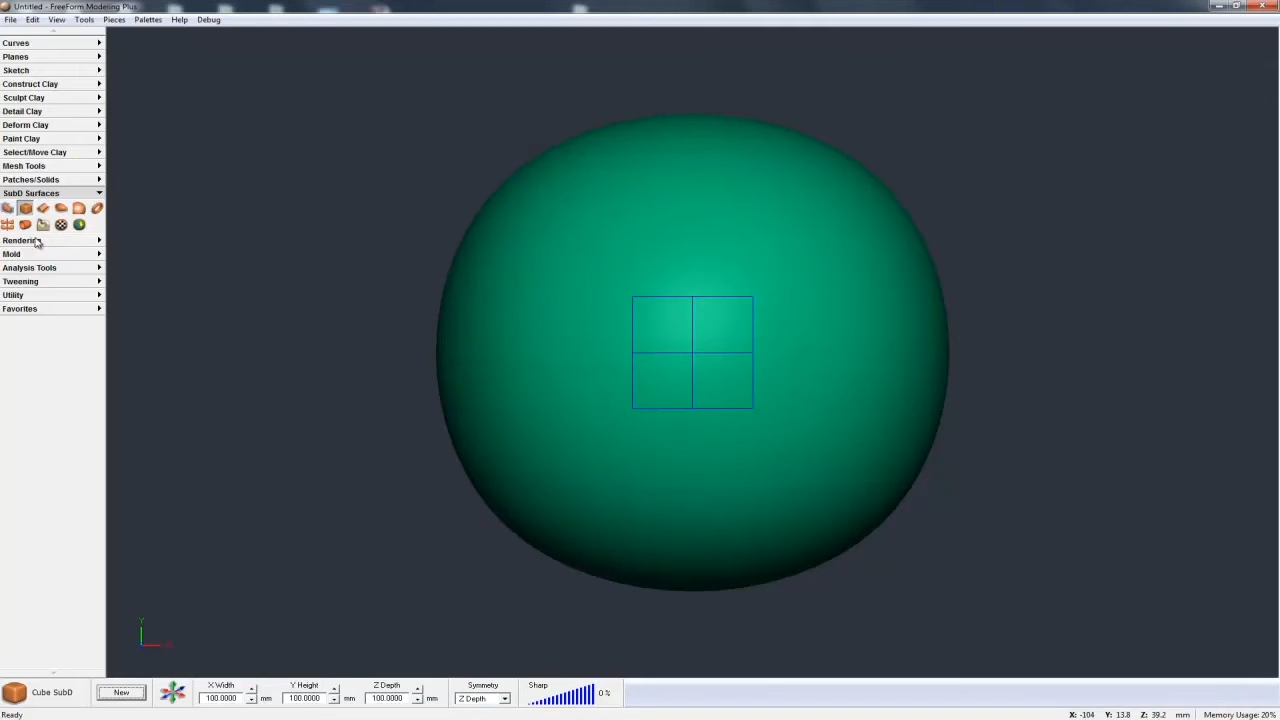 Untitled - FreeForm Modeling Plus
File Edit View Tools Pieces Palettes Help Debug
Curves
Planes
Sketch
Construct Clay
Sculpt Clay
Detail Clay
Deform Clay
Paint Clay
Select/Move Clay
Mesh Tools
Patches/Solids
SubD Surfaces
Rendering
Mold
Analysis Tools
Tweening
Utility
Favorites
Y
Cube SubD
New
X Width
100.0000 mm
Y Height
100.0000 mm
Z Depth
100.0000 mm
Symmetry
Z Depth
Sharp
0 %
Ready
X: -104 Y: 13.8 Z: 39.2 mm Memory Usage: 20%